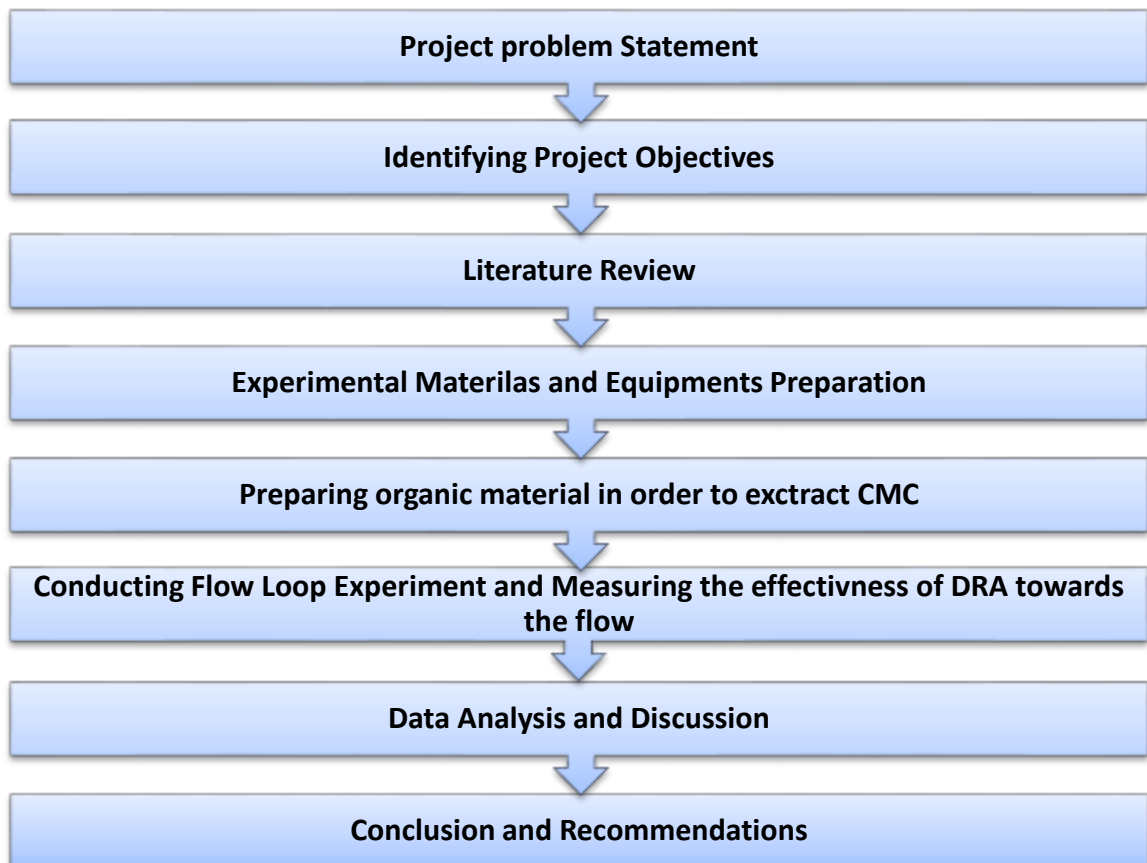 Project problem Statement
Identifying Project Objectives
Literature Review
Experimental Materilas and Equipments Preparation
Preparing organic material in order to exctract CMC
Conducting Flow Loop Experiment and Measuring the effectivness of DRA towards
the flow
Data Analysis and Discussion
Conclusion and Recommendations